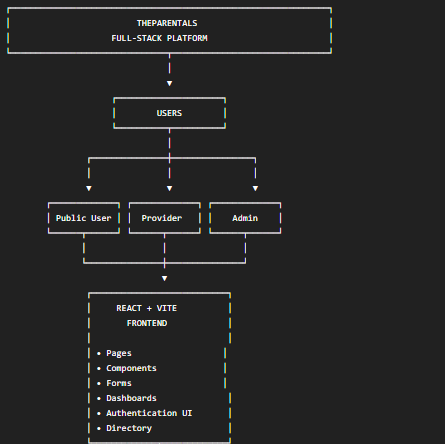 THEPARENTALS
FULL-STACK PLATFORM
USERS
Public User
Provider
Admin
REACT + VITE
FRONTEND
• Pages
• Components
• Forms
• Dashboards
• Authentication UI
• Directory